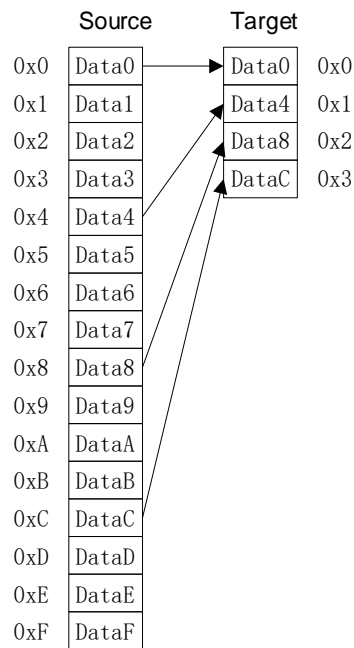 Source Target
0x0 Data0 Data0 0x0
0x1 Data1 Data4 0x1
0x2 Data2 Data8 0x2
0x3 Data3 DataC 0x3
0x4 Data4
0x5 Data5
0x6 Data6
0x7 Data7
0x8 Data8
0x9 Data9
0xA DataA
0xB DataB
0xC DataC
0xD DataD
0xE DataE
0xF DataF